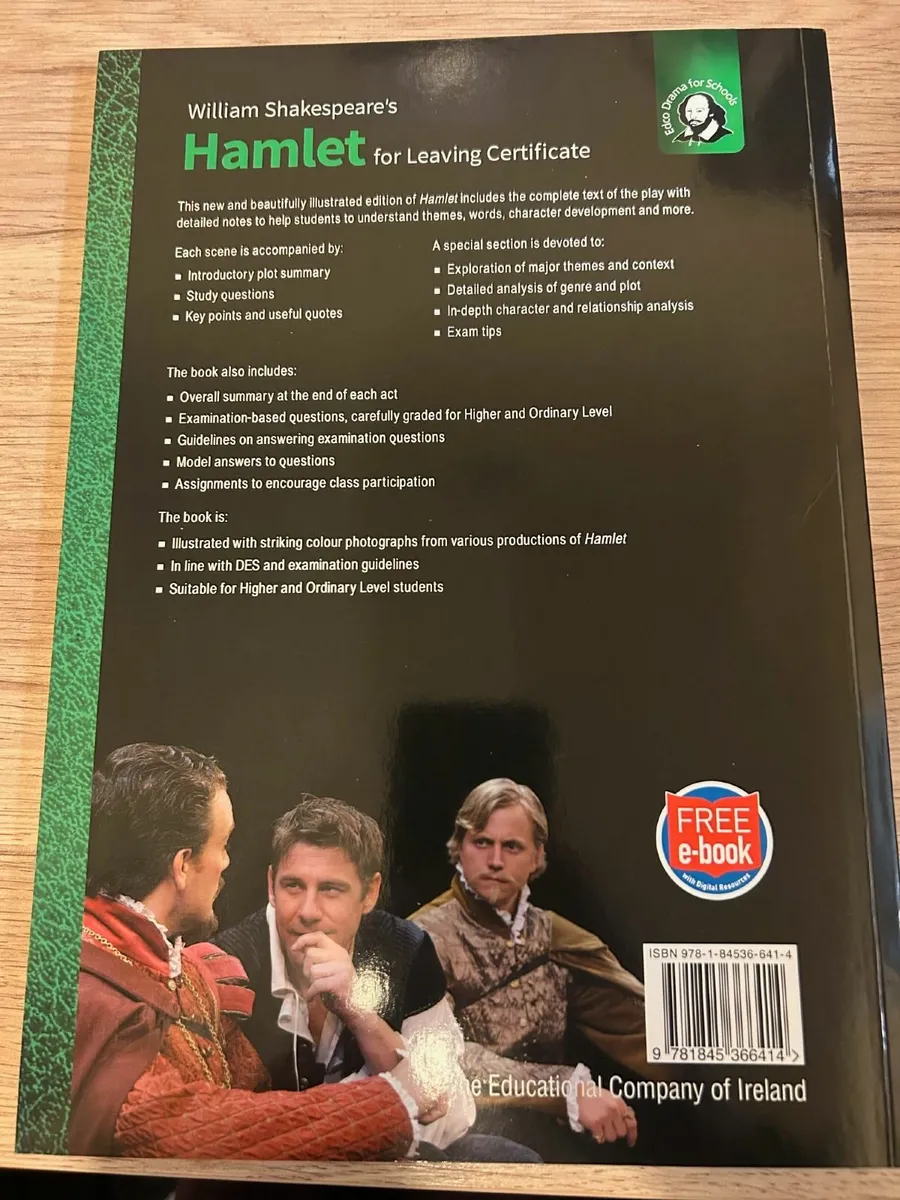 William Shakespeare's
Hamlet for Leaving Certificate
Edco Drama for Schools
This new and beautifully illustrated edition of Hamlet includes the complete text of the play with
detailed notes to help students to understand themes, words, character development and more.
Each scene is accompanied by:
▪ Introductory plot summary
▪ Study questions
▪ Key points and useful quotes
A special section is devoted to:
▪ Exploration of major themes and context
▪ Detailed analysis of genre and plot
▪ In-depth character and relationship analysis
▪ Exam tips
The book also includes:
▪ Overall summary at the end of each act
▪ Examination-based questions, carefully graded for Higher and Ordinary Level
▪ Guidelines on answering examination questions
▪ Model answers to questions
▪ Assignments to encourage class participation
The book is:
▪ Illustrated with striking colour photographs from various productions of Hamlet
▪ In line with DES and examination guidelines
▪ Suitable for Higher and Ordinary Level students
FREE
e-book
with Digital Resources
ISBN 978-1-84536-641-4
9 781845 366414 >
The Educational Company of Ireland